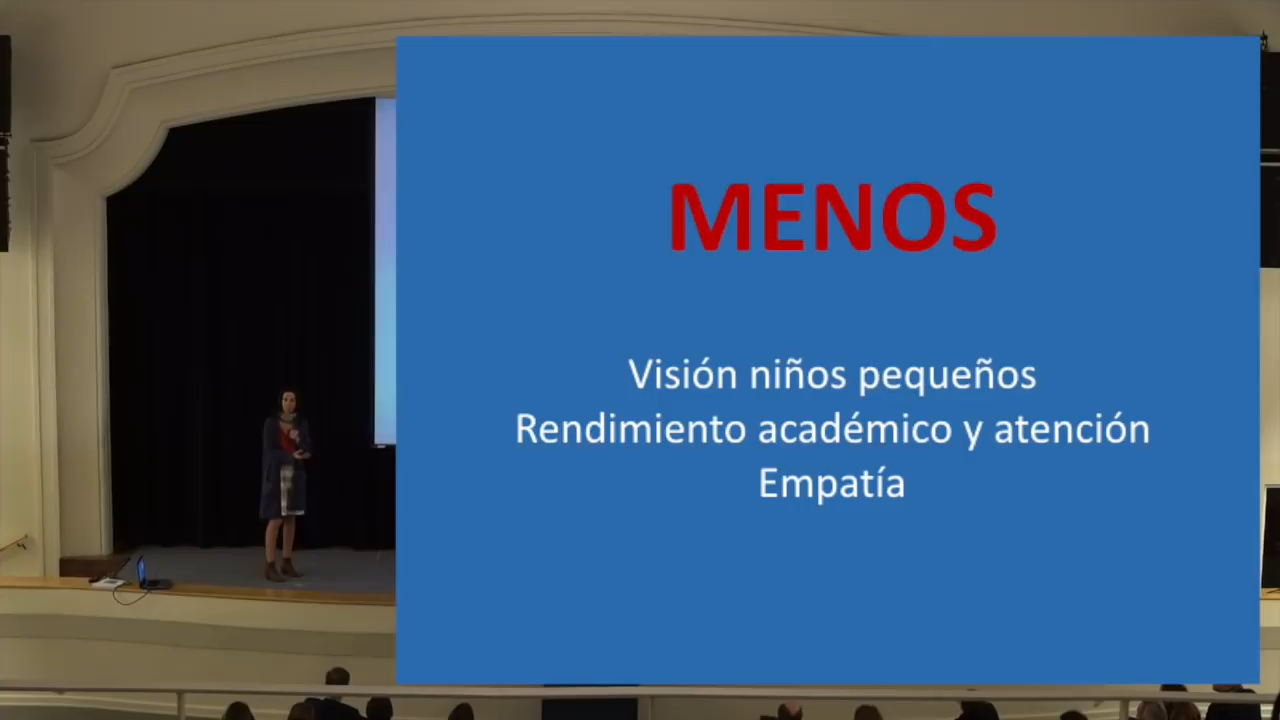 MENOS
Visión niños pequeños
Rendimiento académico y atención
Empatía